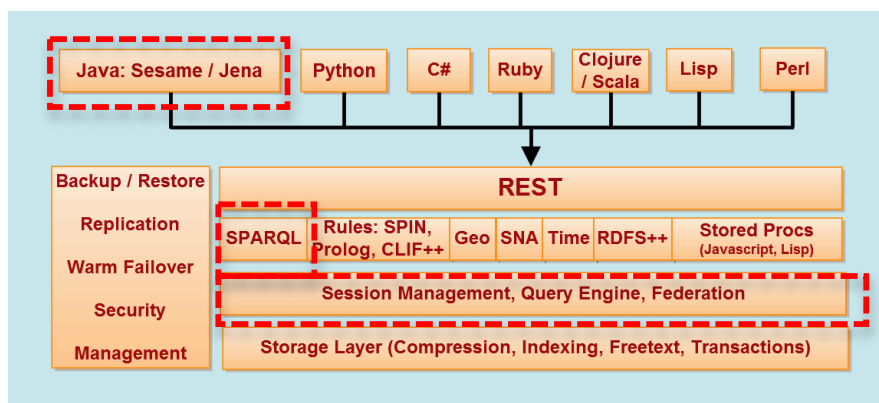 Java: Sesame / Jena
Python
C#
Ruby
Clojure
/ Scala
Lisp
Perl
Backup / Restore
Replication
Warm Failover
Security
Management
REST
SPARQL
Rules: SPIN,
Prolog, CLIF++
Geo
SNA
Time
RDFS++
Stored Procs
(Javascript, Lisp)
Session Management, Query Engine, Federation
Storage Layer (Compression, Indexing, Freetext, Transactions)